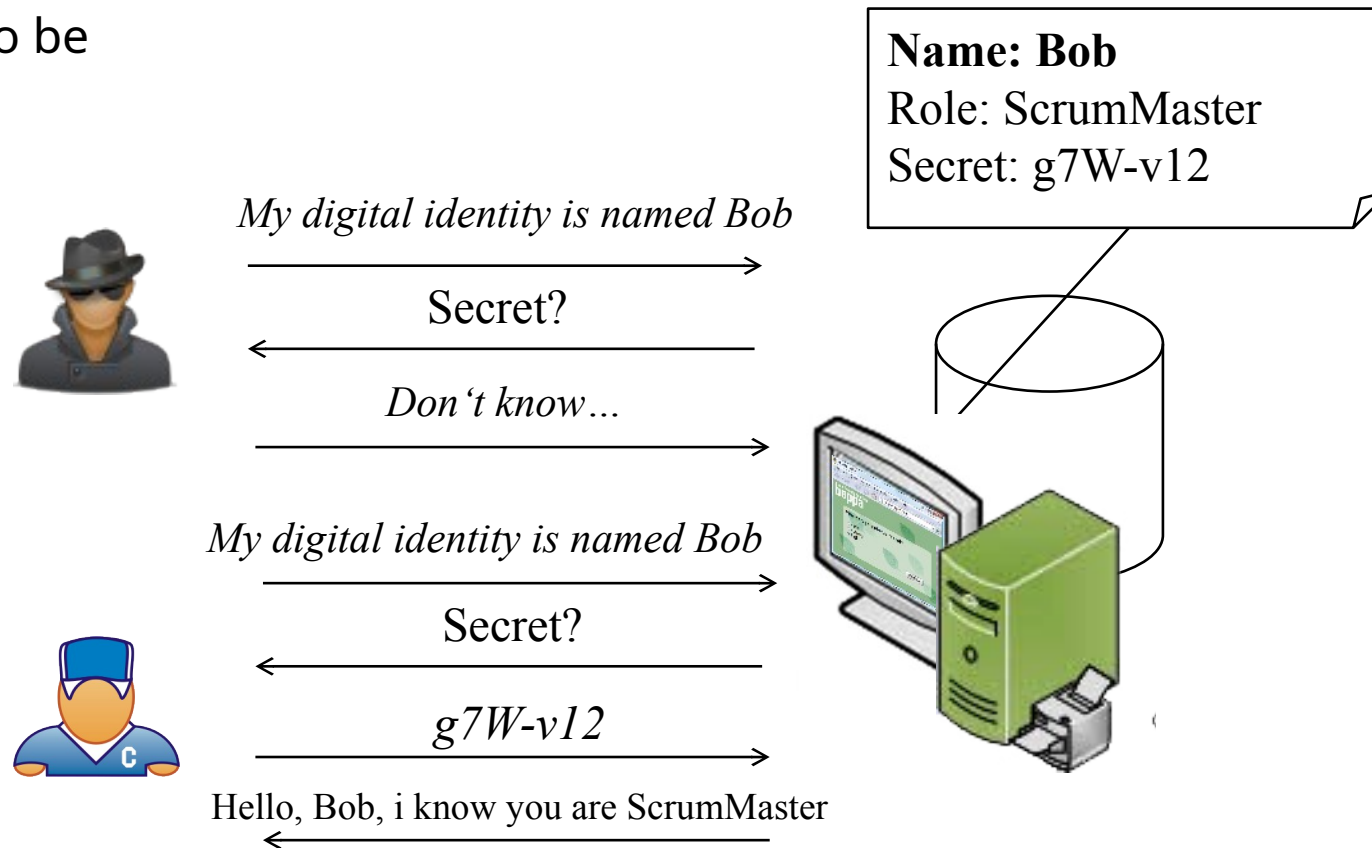 o be
Name: Bob
Role: ScrumMaster
Secret: g7W-v12
My digital identity is named Bob
Secret?
Don‘t know…
My digital identity is named Bob
Secret?
g7W-v12
C
Hello, Bob, i know you are ScrumMaster